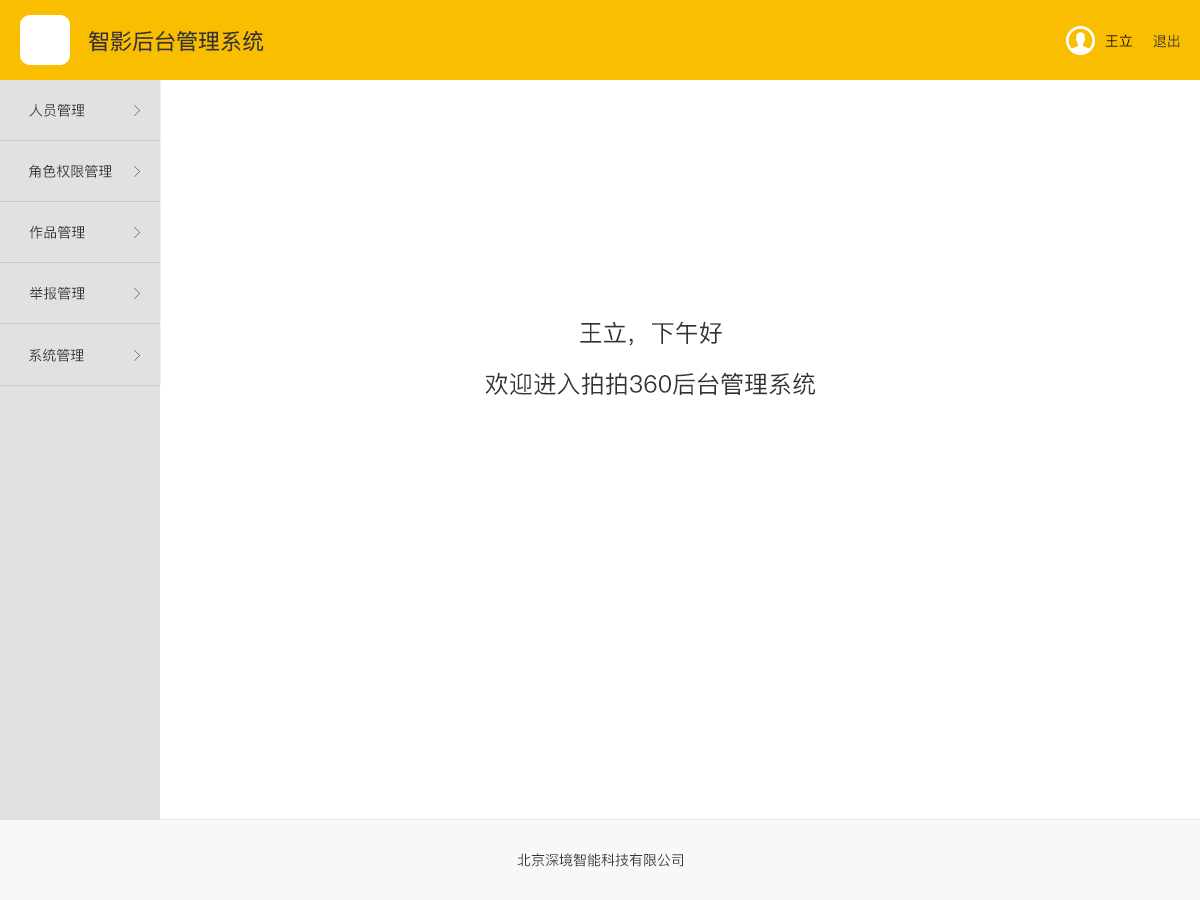 智影后台管理系统
王立
退出
人员管理
角色权限管理
作品管理
举报管理
系统管理
王立，下午好
欢迎进入拍拍360后台管理系统
北京深境智能科技有限公司